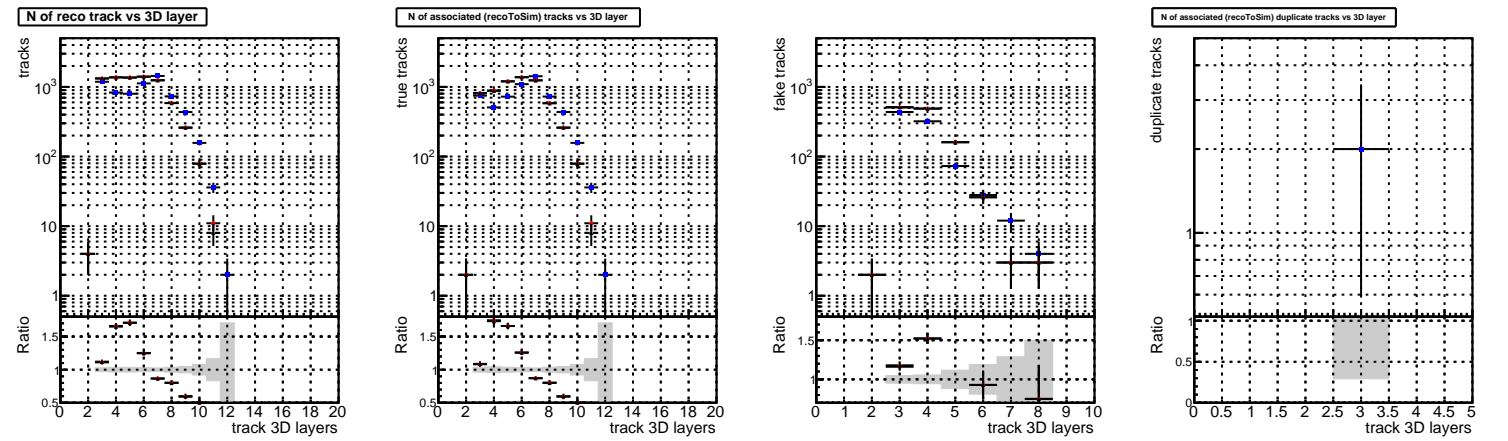 N of reco track vs 3D layer
tracks
10³
10²
10
1
Ratio
1.5
1
0.5
0 2 4 6 8 10 12 14 16 18 20
track 3D layers
N of associated (recoToSim) tracks vs 3D layer
true tracks
10³
10²
10
1
Ratio
1.5
1
0.5
0 2 4 6 8 10 12 14 16 18 20
track 3D layers
fake tracks
10³
10²
10
1
Ratio
1.5
1
0 1 2 3 4 5 6 7 8 9 10
track 3D layers
N of associated (recoToSim) duplicate tracks vs 3D layer
duplicate tracks
1
Ratio
1
0.5
0
0 0.5 1 1.5 2 2.5 3 3.5 4 4.5 5
track 3D layers